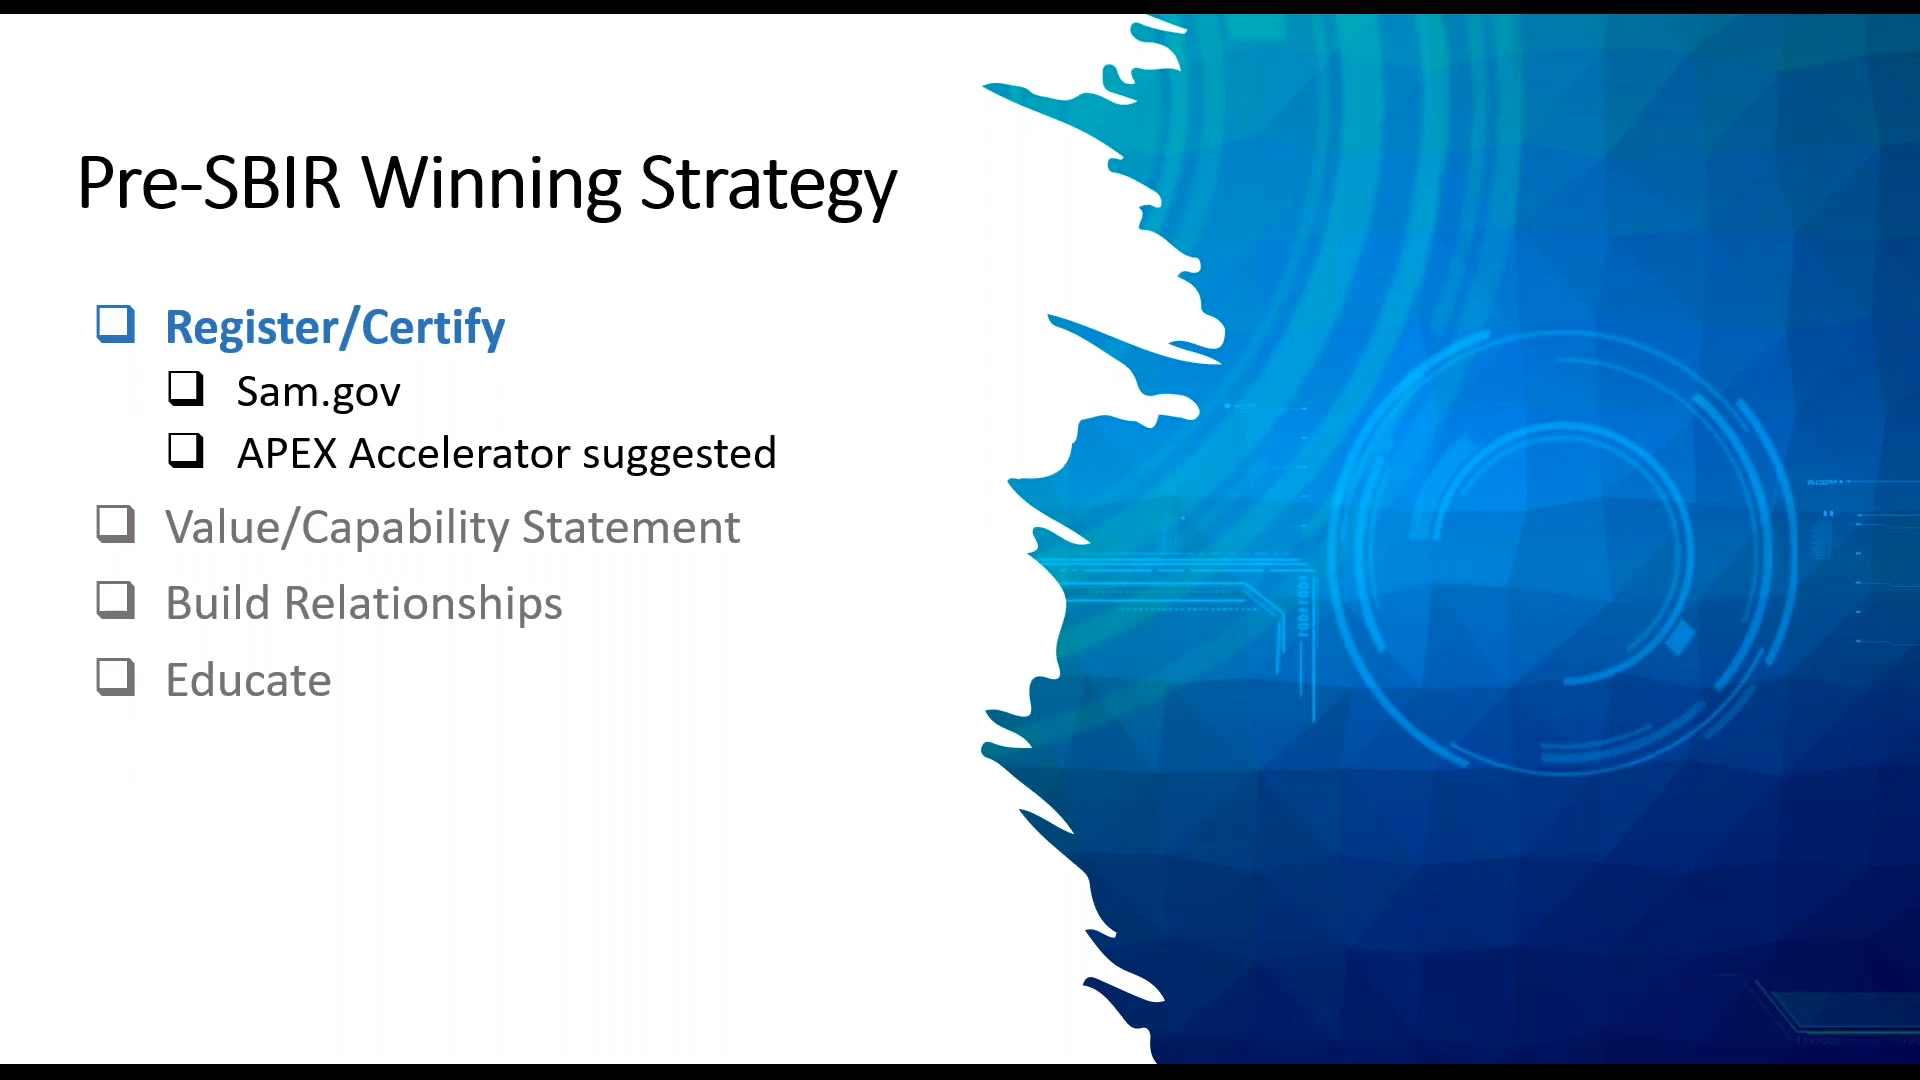 Pre-SBIR Winning Strategy
Register/Certify
Sam.gov
APEX Accelerator suggested
Value/Capability Statement
Build Relationships
Educate